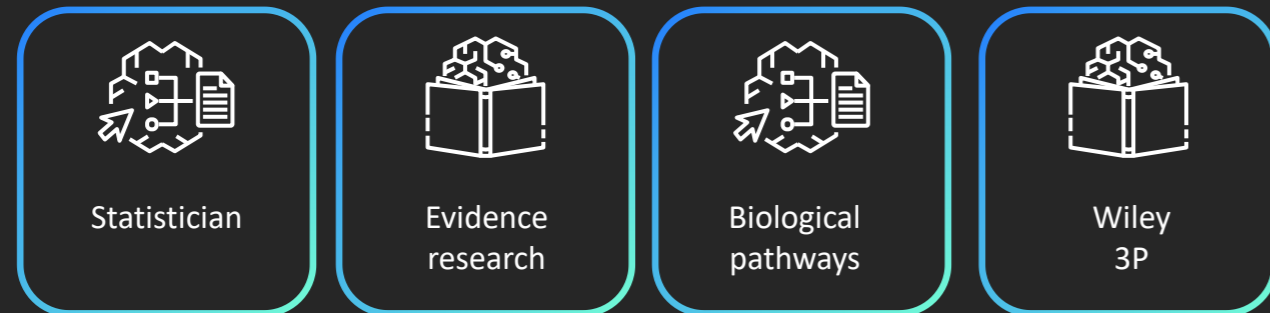 Statistician
Evidence
research
Biological
pathways
Wiley
3P